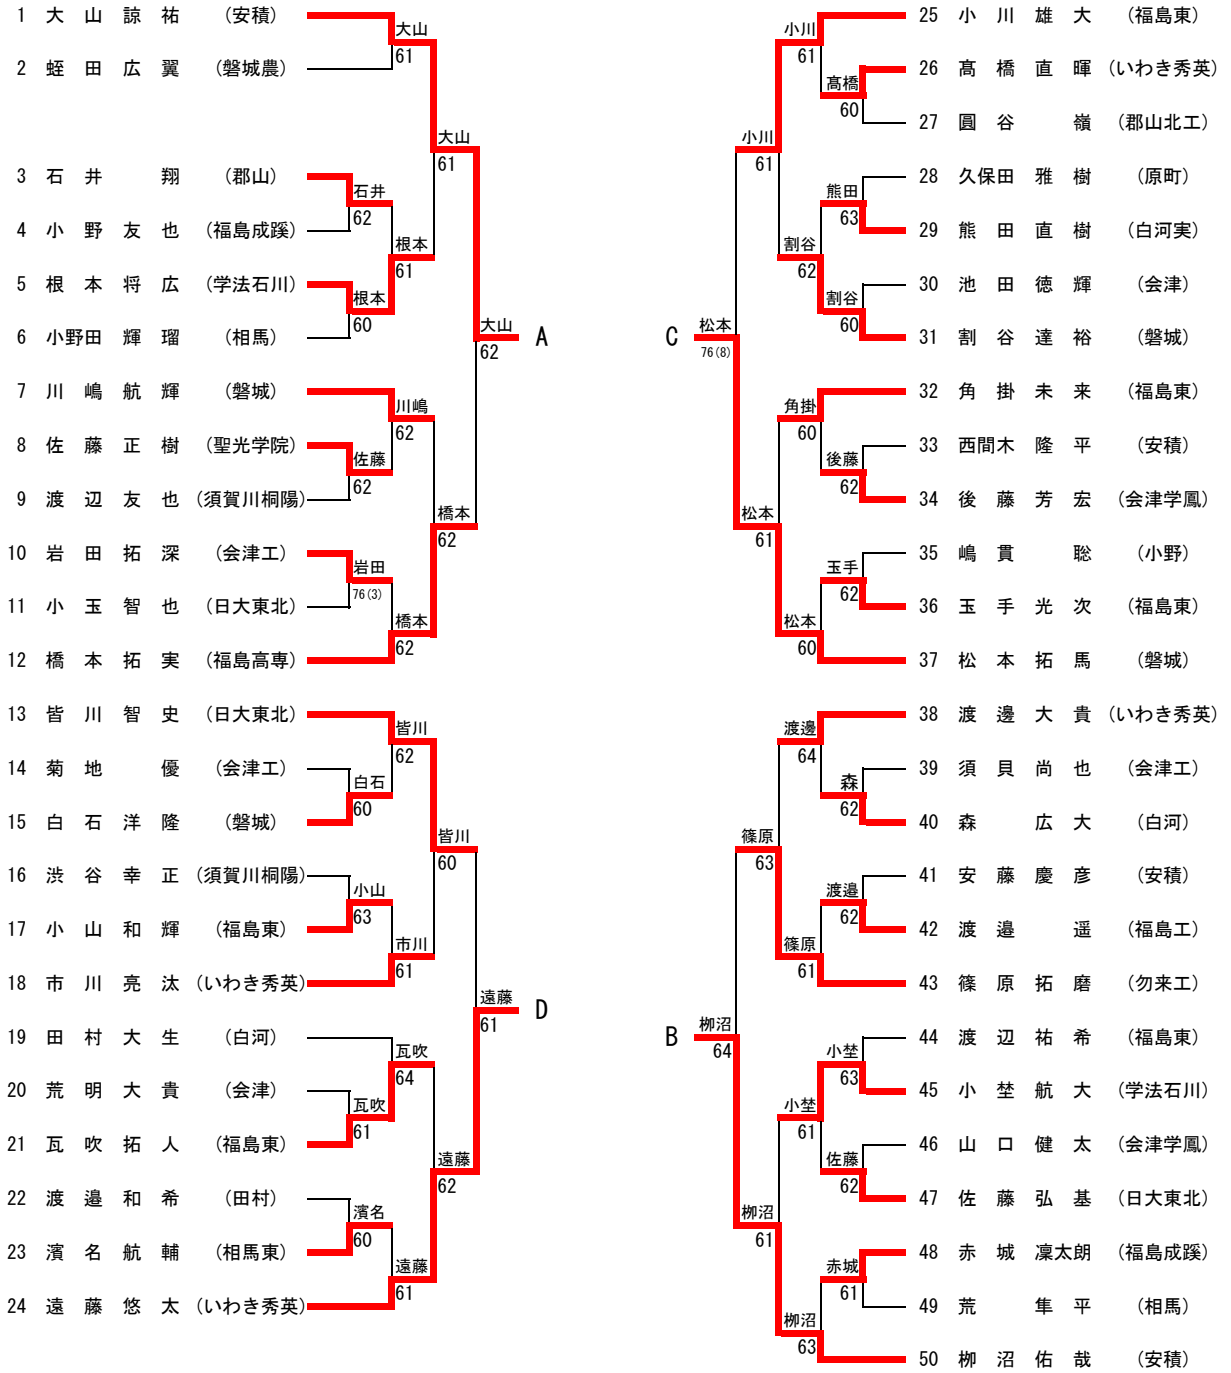 1 大 山 諒 祐 (安積)
大山
61
2 蛭 田 広 翼 (磐城農)
大山
61
3 石 井 翔 (郡山)
石井
62
4 小 野 友 也 (福島成蹊)
根本
61
5 根 本 将 広 (学法石川)
根本
60
6 小野田 輝 瑠 (相馬)
大山
62
A
7 川 嶋 航 輝 (磐城)
川嶋
62
8 佐 藤 正 樹 (聖光学院)
佐藤
62
9 渡 辺 友 也 (須賀川桐陽)
橋本
62
10 岩 田 拓 深 (会津工)
岩田
76(3)
11 小 玉 智 也 (日大東北)
橋本
62
12 橋 本 拓 実 (福島高専)
13 皆 川 智 史 (日大東北)
皆川
62
14 菊 地 優 (会津工)
白石
60
15 白 石 洋 隆 (磐城)
皆川
60
16 渋 谷 幸 正 (須賀川桐陽)
小山
63
17 小 山 和 輝 (福島東)
市川
61
18 市 川 亮 汰 (いわき秀英)
遠藤
61
D
19 田 村 大 生 (白河)
瓦吹
64
20 荒 明 大 貴 (会津)
瓦吹
61
21 瓦 吹 拓 人 (福島東)
遠藤
62
22 渡 邉 和 希 (田村)
濱名
60
23 濱 名 航 輔 (相馬東)
遠藤
61
24 遠 藤 悠 太 (いわき秀英)
25 小 川 雄 大 (福島東)
小川
61
26 髙 橋 直 暉 (いわき秀英)
髙橋
60
27 圓 谷 嶺 (郡山北工)
小川
61
28 久保田 雅 樹 (原町)
熊田
63
29 熊 田 直 樹 (白河実)
割谷
62
30 池 田 徳 輝 (会津)
割谷
60
31 割 谷 達 裕 (磐城)
C
松本
76(8)
32 角 掛 未 来 (福島東)
角掛
60
33 西間木 隆 平 (安積)
後藤
62
34 後 藤 芳 宏 (会津学鳳)
松本
61
35 嶋 貫 聡 (小野)
玉手
62
36 玉 手 光 次 (福島東)
松本
60
37 松 本 拓 馬 (磐城)
38 渡 邊 大 貴 (いわき秀英)
渡邊
64
39 須 貝 尚 也 (会津工)
森
62
40 森 広 大 (白河)
篠原
63
41 安 藤 慶 彦 (安積)
渡邉
62
42 渡 邉 遥 (福島工)
篠原
61
43 篠 原 拓 磨 (勿来工)
B
栁沼
64
44 渡 辺 祐 希 (福島東)
小埜
63
45 小 埜 航 大 (学法石川)
小埜
61
46 山 口 健 太 (会津学鳳)
佐藤
62
47 佐 藤 弘 基 (日大東北)
栁沼
61
48 赤 城 凜太朗 (福島成蹊)
赤城
61
49 荒 隼 平 (相馬)
栁沼
63
50 栁 沼 佑 哉 (安積)